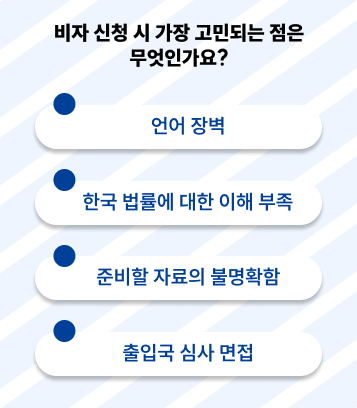 비자 신청 시 가장 고민되는 점은
무엇인가요?
언어 장벽
한국 법률에 대한 이해 부족
준비할 자료의 불명확함
출입국 심사 면접